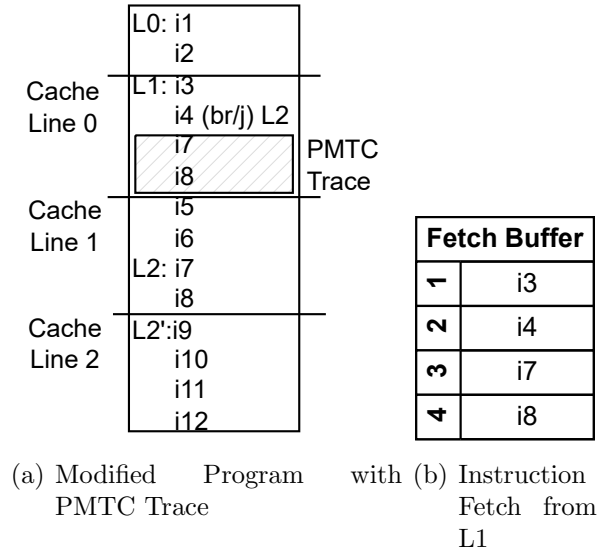 L0: i1
i2
Cache
Line 0
L1: i3
i4 (br/j) L2
i7
i8
PMTC
Trace
Cache
Line 1
i5
i6
L2: i7
i8
Cache
Line 2
L2':i9
i10
i11
i12
Fetch Buffer
1 i3
2 i4
3 i7
4 i8
(a) Modified Program with
PMTC Trace
(b) Instruction
Fetch from
L1